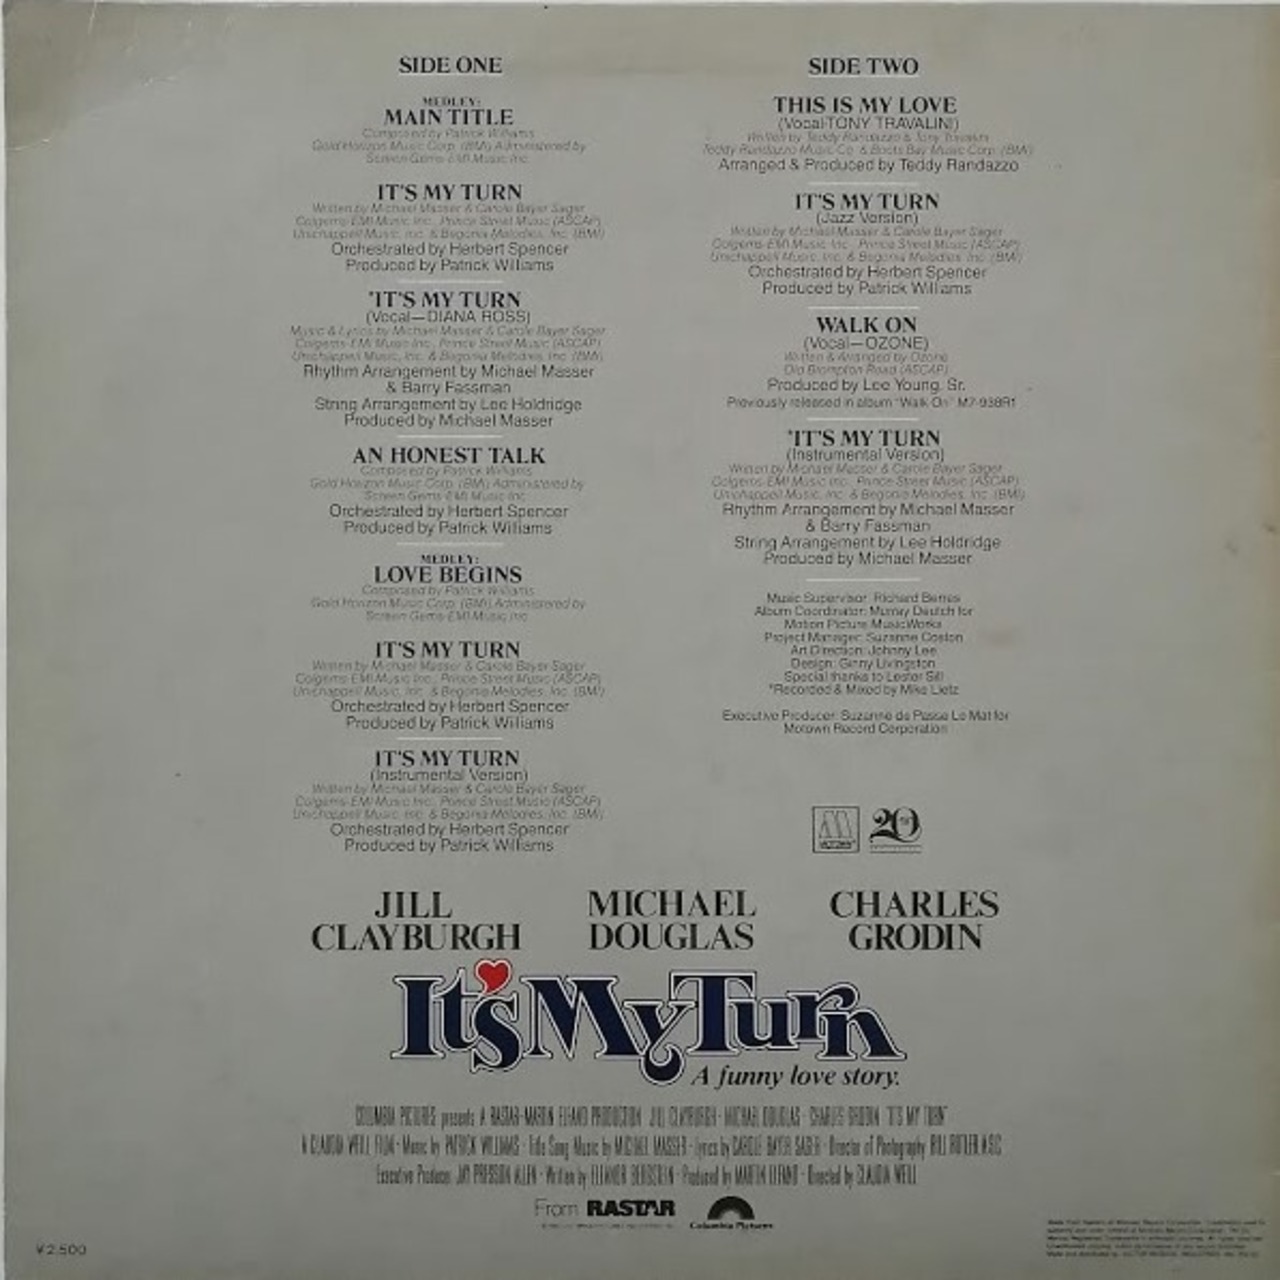 SIDE ONE
MEDLEY:
MAIN TITLE
Composed by Patrick Williams
Gold Horizon Music Corp. (BMI) Administered by
Screen Gems-EMI Music Inc.
IT'S MY TURN
Written by Michael Masser & Carole Bayer Sager
Colgems-EMI Music Inc., Prince Street Music (ASCAP)
Unichappell Music, Inc. & Begonia Melodies, Inc. (BMI)
Orchestrated by Herbert Spencer
Produced by Patrick Williams
*IT'S MY TURN
(Vocal—DIANA ROSS)
Music & Lyrics by Michael Masser & Carole Bayer Sager
Colgems-EMI Music Inc., Prince Street Music (ASCAP)
Unichappell Music, Inc. & Begonia Melodies, Inc. (BMI)
Rhythm Arrangement by Michael Masser
& Barry Fassman
String Arrangement by Lee Holdridge
Produced by Michael Masser
AN HONEST TALK
Composed by Patrick Williams
Gold Horizon Music Corp. (BMI) Administered by
Screen Gems-EMI Music Inc.
Orchestrated by Herbert Spencer
Produced by Patrick Williams
MEDLEY:
LOVE BEGINS
Composed by Patrick Williams
Gold Horizon Music Corp. (BMI) Administered by
Screen Gems-EMI Music Inc.
IT'S MY TURN
Written by Michael Masser & Carole Bayer Sager
Colgems-EMI Music Inc., Prince Street Music (ASCAP)
Unichappell Music, Inc. & Begonia Melodies, Inc. (BMI)
Orchestrated by Herbert Spencer
Produced by Patrick Williams
IT'S MY TURN
(Instrumental Version)
Written by Michael Masser & Carole Bayer Sager
Colgems-EMI Music Inc., Prince Street Music (ASCAP)
Unichappell Music, Inc. & Begonia Melodies, Inc. (BMI)
Orchestrated by Herbert Spencer
Produced by Patrick Williams
SIDE TWO
THIS IS MY LOVE
(Vocal-TONY TRAVALINI)
Written by Teddy Randazzo & Tony Travalini
Teddy Randazzo Music Co. & Boots Bay Music Corp. (BMI)
Arranged & Produced by Teddy Randazzo
IT'S MY TURN
(Jazz Version)
Written by Michael Masser & Carole Bayer Sager
Colgems-EMI Music Inc., Prince Street Music (ASCAP)
Unichappell Music, Inc. & Begonia Melodies, Inc. (BMI)
Orchestrated by Herbert Spencer
Produced by Patrick Williams
WALK ON
(Vocal—OZONE)
Written & Arranged by Ozone
Old Brompton Road (ASCAP)
Produced by Lee Young, Sr.
Previously released in album "Walk On" M7-938R1
*IT'S MY TURN
(Instrumental Version)
Written by Michael Masser & Carole Bayer Sager
Colgems-EMI Music Inc., Prince Street Music (ASCAP)
Unichappell Music, Inc. & Begonia Melodies, Inc. (BMI)
Rhythm Arrangement by Michael Masser
& Barry Fassman
String Arrangement by Lee Holdridge
Produced by Michael Masser
Music Supervisor: Richard Berres
Album Coordinator: Murray Deutch for
Motion Picture MusicWorks
Project Manager: Suzanne Coston
Art Direction: Johnny Lee
Design: Ginny Livingston
Special thanks to Lester Sill
*Recorded & Mixed by Mike Lietz
Executive Producer: Suzanne de Passe Le Mat for
Motown Record Corporation
M 20
JILL CLAYBURGH
MICHAEL DOUGLAS
CHARLES GRODIN
It's My Turn
A funny love story.
COLUMBIA PICTURES presents A RASTAR-MARTIN ELFAND PRODUCTION JILL CLAYBURGH · MICHAEL DOUGLAS · CHARLES GRODIN "IT'S MY TURN"
A CLAUDIA WEILL FILM · Music by PATRICK WILLIAMS · Title Song Music by MICHAEL MASSER · Lyrics by CAROLE BAYER SAGER · Director of Photography BILL BUTLER A.S.C.
Executive Producer JAY PRESSON ALLEN · Written by ELEANOR BERGSTEIN · Produced by MARTIN ELFAND · Directed by CLAUDIA WEILL
From RASTAR
Columbia Pictures
¥2,500